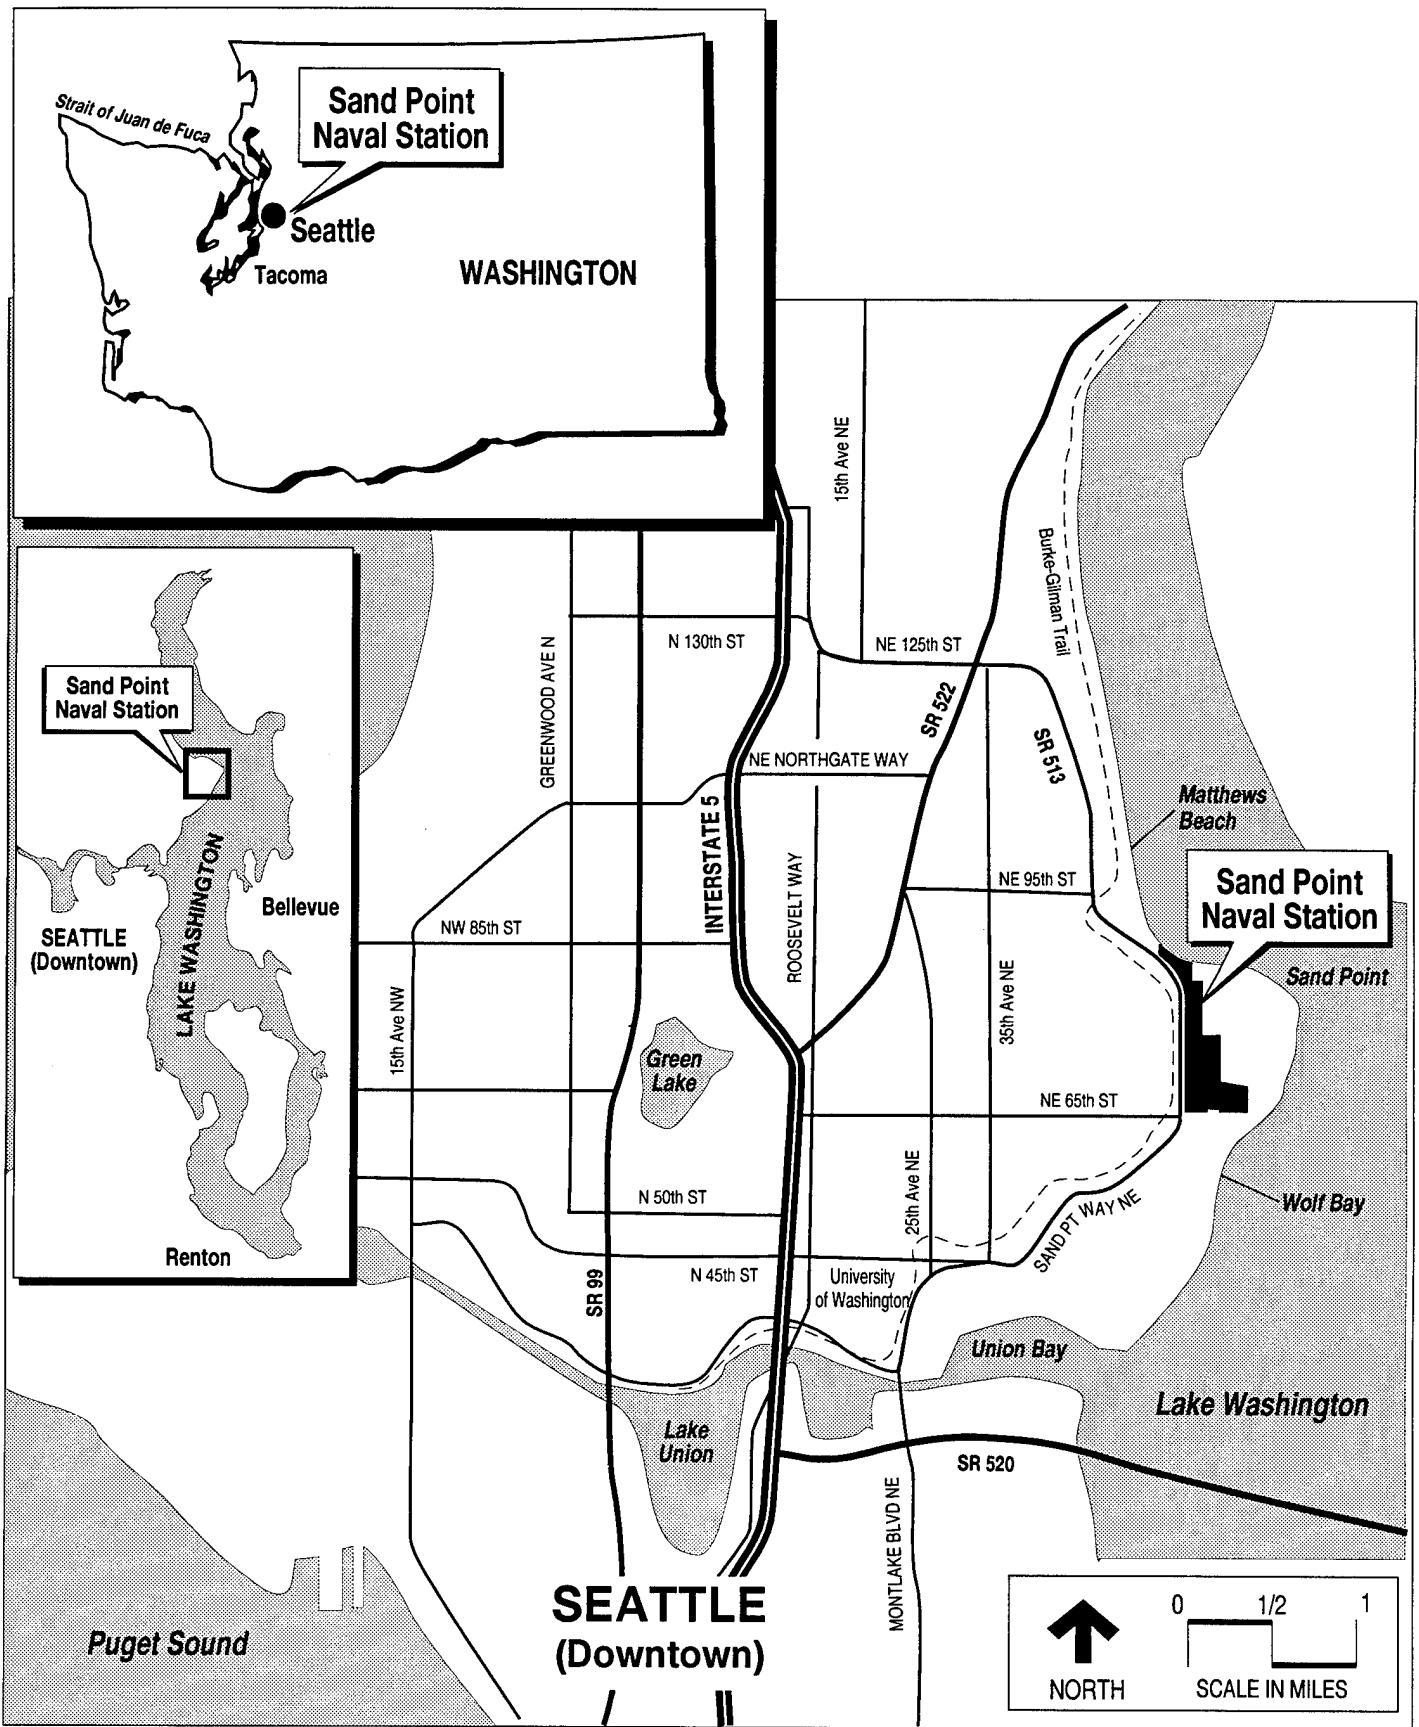 Strait of Juan de Fuca
Sand Point
Naval Station
Seattle
Tacoma
WASHINGTON
Sand Point
Naval Station
LAKE WASHINGTON
Bellevue
SEATTLE
(Downtown)
Renton
15th Ave NE
Burke-Gilman Trail
N 130th ST
NE 125th ST
GREENWOOD AVE N
SR 522
SR 513
NE NORTHGATE WAY
Matthews
Beach
INTERSTATE 5
ROOSEVELT WAY
NE 95th ST
Sand Point
Naval Station
NW 85th ST
Sand Point
15th Ave NW
35th Ave NE
Green
Lake
NE 65th ST
25th Ave NE
N 50th ST
SAND PT WAY NE
Wolf Bay
N 45th ST
University
of Washington
SR 99
Union Bay
Lake Washington
Lake
Union
SR 520
MONTLAKE BLVD NE
SEATTLE
(Downtown)
Puget Sound
0 1/2 1
NORTH
SCALE IN MILES